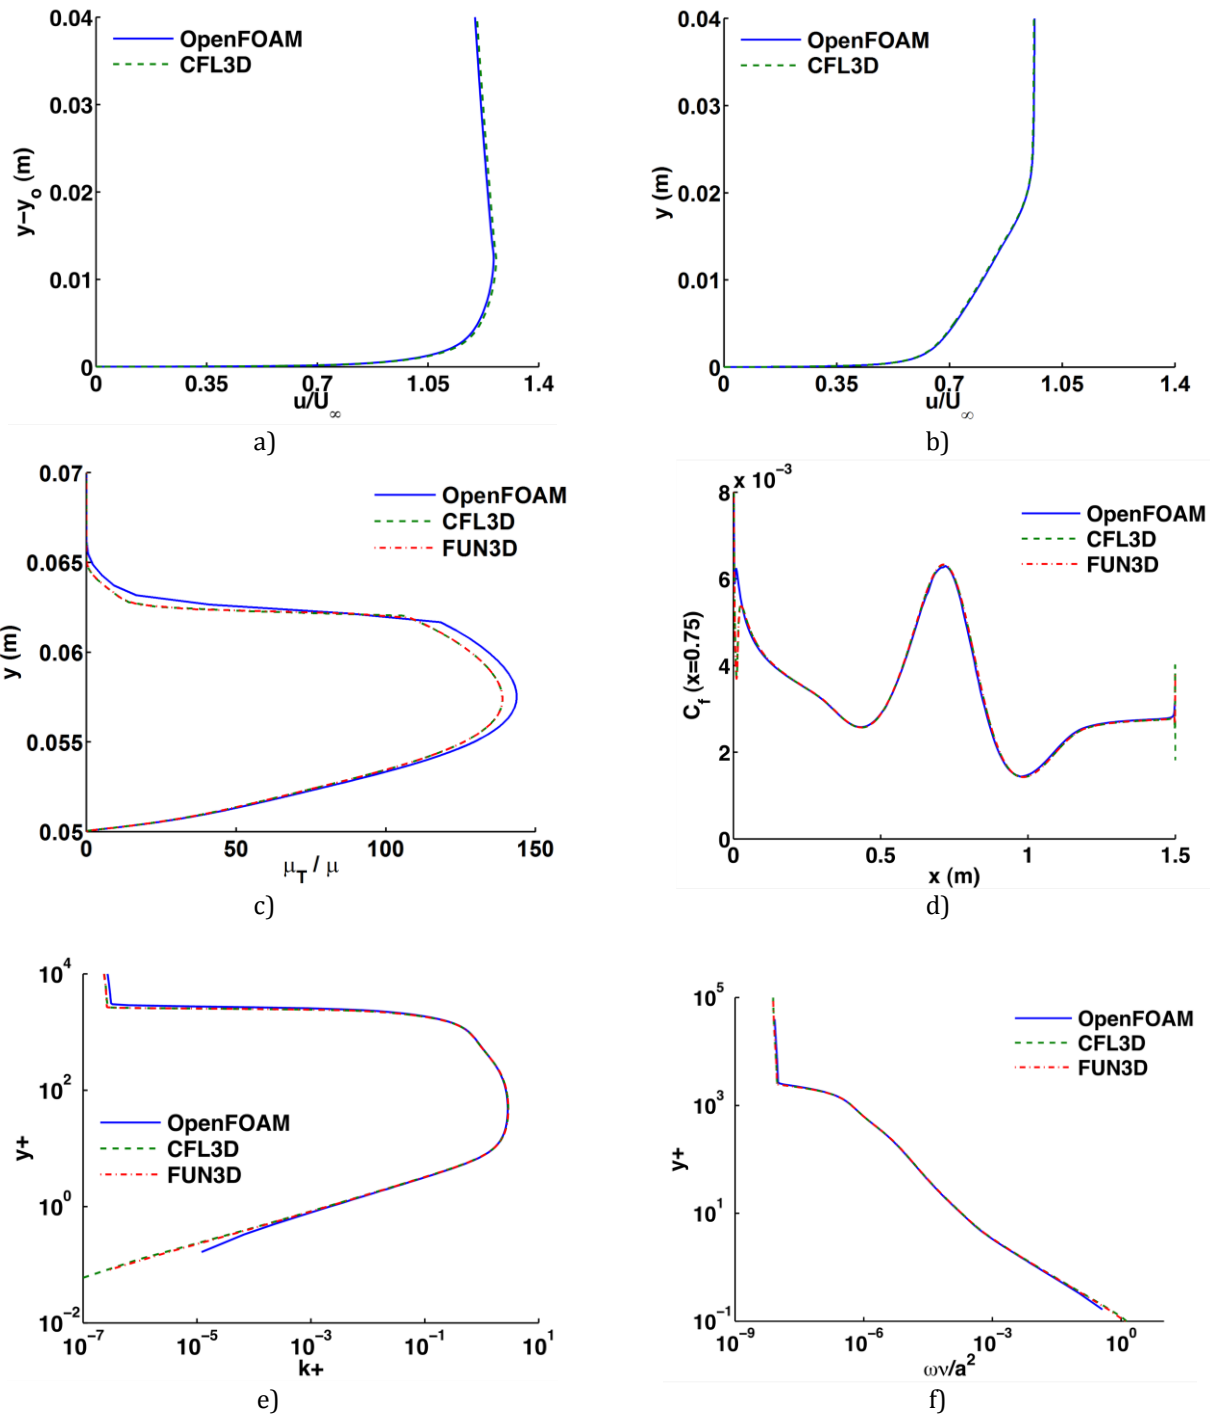 0.04
0.03
0.02
0.01
0
y−y_o (m)
OpenFOAM
CFL3D
0 0.35 0.7 1.05 1.4
u/U_∞
a)
0.04
0.03
0.02
0.01
0
y (m)
OpenFOAM
CFL3D
0 0.35 0.7 1.05 1.4
u/U_∞
b)
0.07
0.065
0.06
0.055
0.05
y (m)
OpenFOAM
CFL3D
FUN3D
0 50 100 150
μ_T / μ
c)
x 10^−3
8
6
4
2
0
C_f (x=0.75)
OpenFOAM
CFL3D
FUN3D
0 0.5 1 1.5
x (m)
d)
10^4
10^2
10^0
10^−2
y+
OpenFOAM
CFL3D
FUN3D
10^−7 10^−5 10^−3 10^−1 10^1
k+
e)
10^5
10^3
10^1
10^−1
y+
OpenFOAM
CFL3D
FUN3D
10^−9 10^−6 10^−3 10^0
ων/a^2
f)